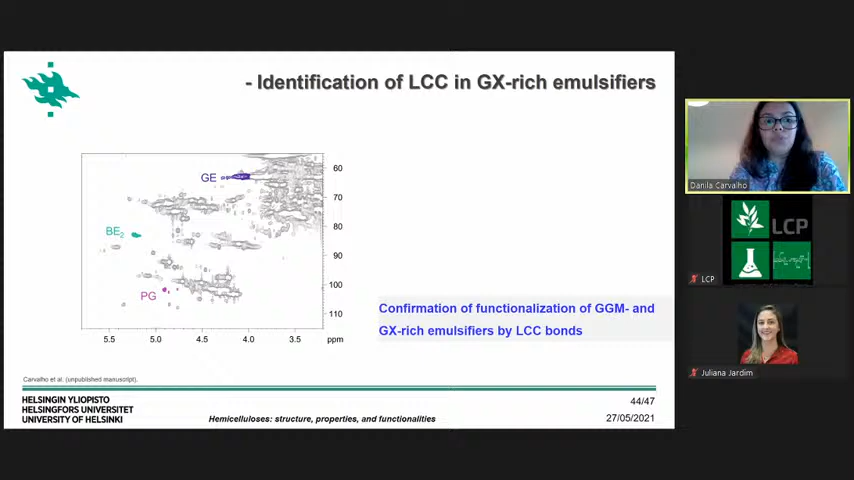 - Identification of LCC in GX-rich emulsifiers
GE
BE2
PG
60
70
80
90
100
110
5.5 5.0 4.5 4.0 3.5 ppm
Confirmation of functionalization of GGM- and
GX-rich emulsifiers by LCC bonds
Carvalho et al. (unpublished manuscript).
HELSINGIN YLIOPISTO
HELSINGFORS UNIVERSITET
UNIVERSITY OF HELSINKI
Hemicelluloses: structure, properties, and functionalities
44/47
27/05/2021
Danila Carvalho
LCP
LCP
Juliana Jardim